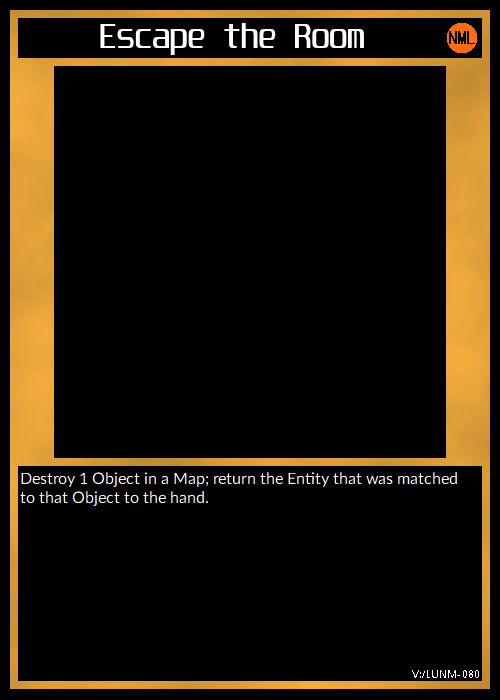 Escape the Room
NML
Destroy 1 Object in a Map; return the Entity that was matched
to that Object to the hand.
V:/LUNM-080